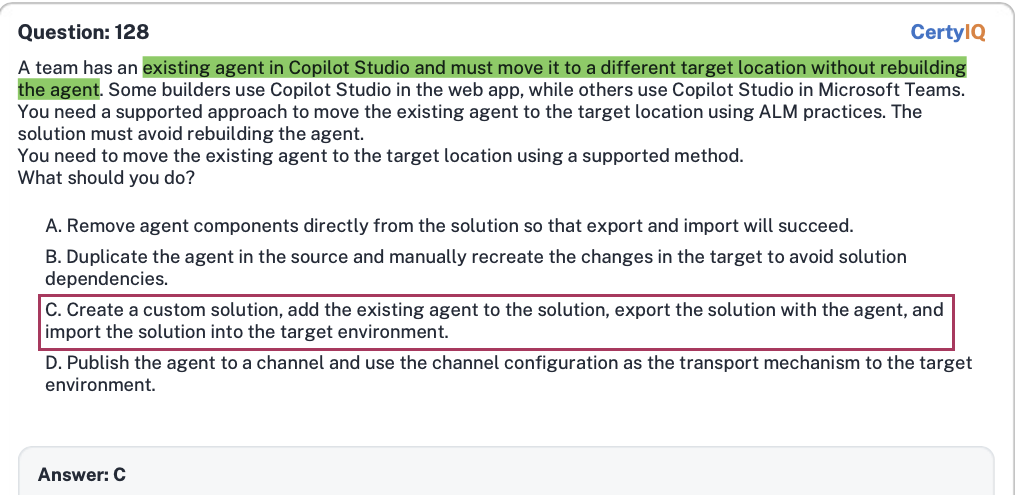 Question: 128
CertyIQ
A team has an existing agent in Copilot Studio and must move it to a different target location without rebuilding
the agent. Some builders use Copilot Studio in the web app, while others use Copilot Studio in Microsoft Teams.
You need a supported approach to move the existing agent to the target location using ALM practices. The
solution must avoid rebuilding the agent.
You need to move the existing agent to the target location using a supported method.
What should you do?
A. Remove agent components directly from the solution so that export and import will succeed.
B. Duplicate the agent in the source and manually recreate the changes in the target to avoid solution
dependencies.
C. Create a custom solution, add the existing agent to the solution, export the solution with the agent, and
import the solution into the target environment.
D. Publish the agent to a channel and use the channel configuration as the transport mechanism to the target
environment.
Answer: C